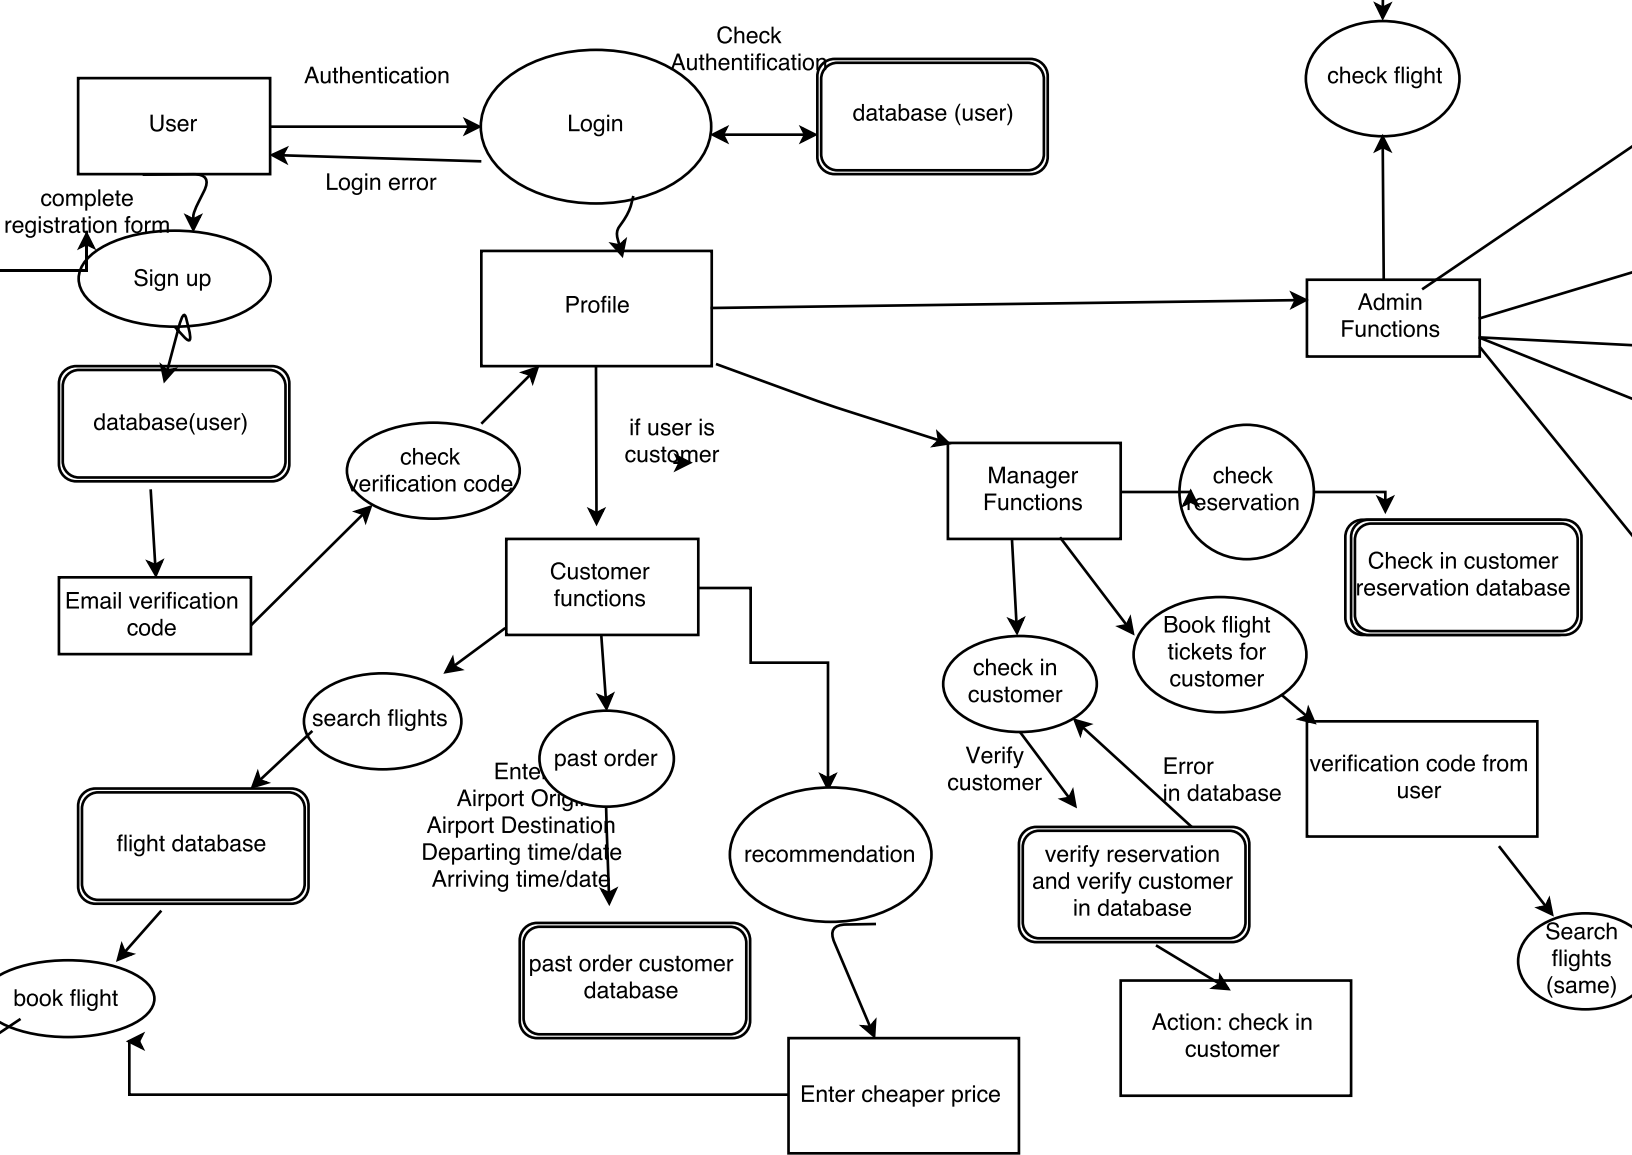 Check
Authentification
check flight
Authentication
User
Login
database (user)
Login error
complete
registration form
Sign up
Profile
Admin
Functions
database(user)
if user is
customer
check
verification code
Manager
Functions
check
reservation
Check in customer
reservation database
Customer
functions
Email verification
code
Book flight
tickets for
customer
check in
customer
search flights
past order
Verify
customer
Error
in database
verification code from
user
Airport Origin
Airport Destination
Departing time/date
Arriving time/date
flight database
recommendation
verify reservation
and verify customer
in database
Search
flights
(same)
past order customer
database
book flight
Action: check in
customer
Enter cheaper price